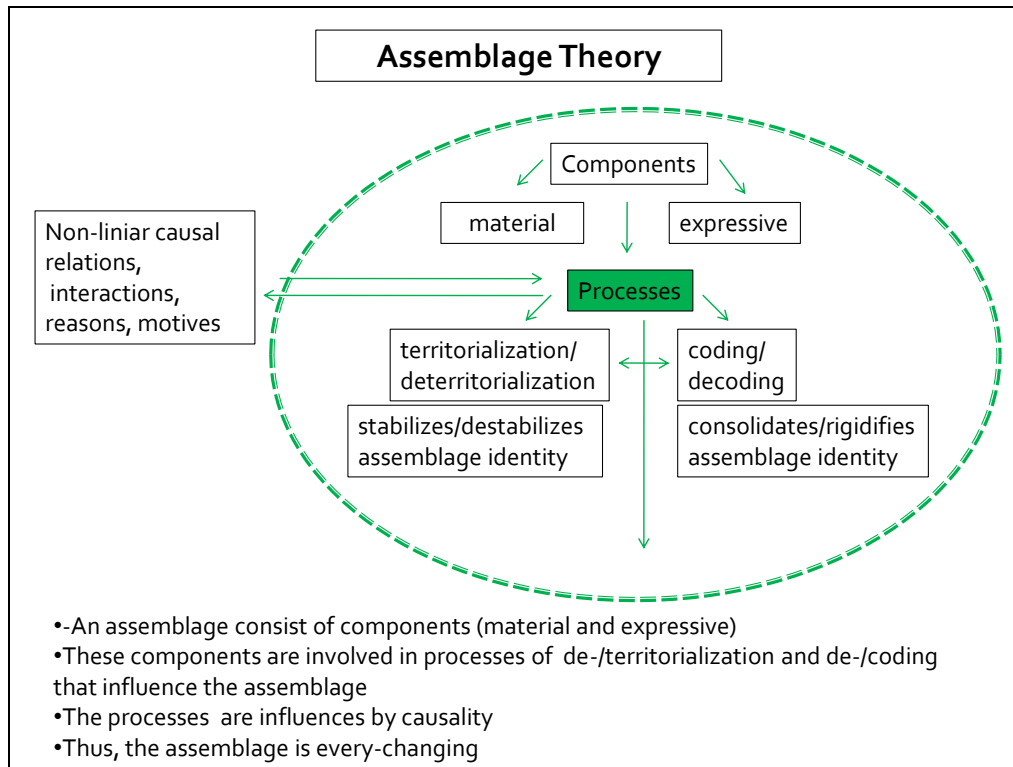 Assemblage Theory
Components
material
expressive
Non-liniar causal
relations,
interactions,
reasons, motives
Processes
territorialization/
deterritorialization
coding/
decoding
stabilizes/destabilizes
assemblage identity
consolidates/rigidifies
assemblage identity
•-An assemblage consist of components (material and expressive)
•These components are involved in processes of de-/territorialization and de-/coding
that influence the assemblage
•The processes are influences by causality
•Thus, the assemblage is every-changing